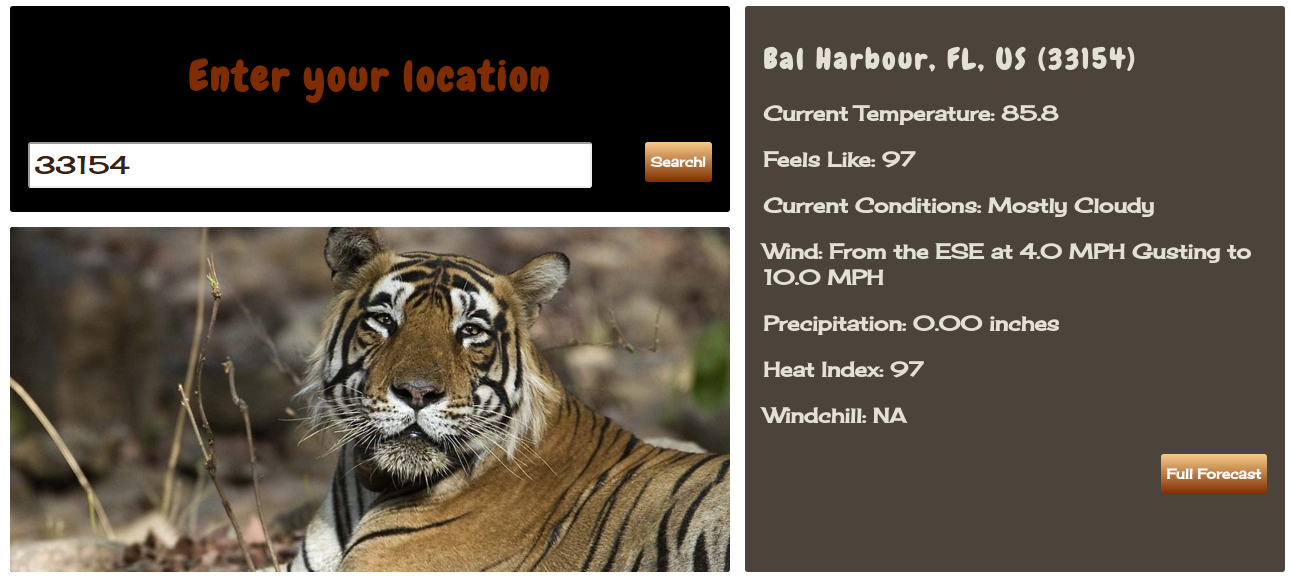 Enter your location
33154
Search!
Bal Harbour, FL, US (33154)
Current Temperature: 85.8
Feels Like: 97
Current Conditions: Mostly Cloudy
Wind: From the ESE at 4.0 MPH Gusting to
10.0 MPH
Precipitation: 0.00 inches
Heat Index: 97
Windchill: NA
Full Forecast